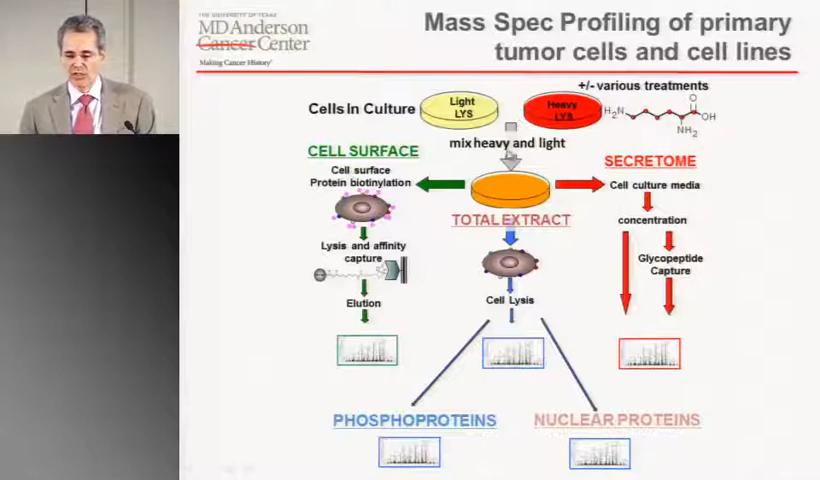 THE UNIVERSITY OF TEXAS
MD Anderson
Cancer Center
Making Cancer History®
Mass Spec Profiling of primary
tumor cells and cell lines
+/- various treatments
Cells In Culture
Light
LYS
Heavy
LYS
H₂N
O
OH
NH₂
mix heavy and light
CELL SURFACE
Cell surface
Protein biotinylation
Lysis and affinity
capture
Elution
TOTAL EXTRACT
Cell Lysis
SECRETOME
Cell culture media
concentration
Glycopeptide
Capture
PHOSPHOPROTEINS
NUCLEAR PROTEINS